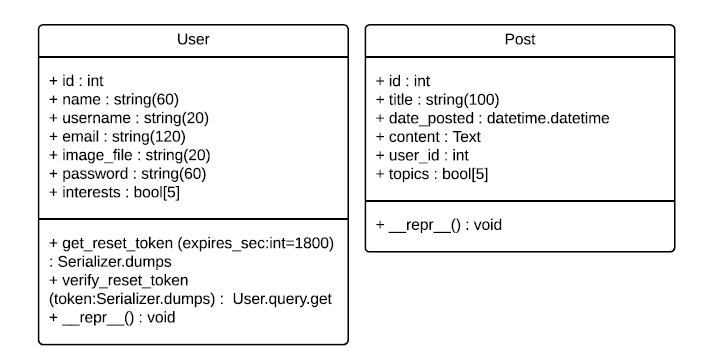 User
+ id : int
+ name : string(60)
+ username : string(20)
+ email : string(120)
+ image_file : string(20)
+ password : string(60)
+ interests : bool[5]
+ get_reset_token (expires_sec:int=1800)
: Serializer.dumps
+ verify_reset_token
(token:Serializer.dumps) : User.query.get
+ __repr__() : void
Post
+ id : int
+ title : string(100)
+ date_posted : datetime.datetime
+ content : Text
+ user_id : int
+ topics : bool[5]
+ __repr__() : void